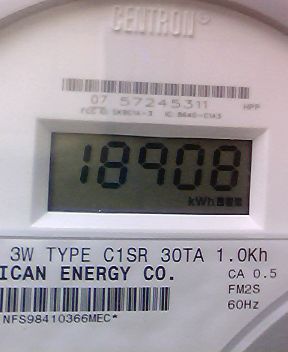 CENTRON®
07 57245311 HPP
18908
kWh
3W TYPE C1SR 30TA 1.0Kh
ICAN ENERGY CO. CA 0.5
FM2S
60Hz
NFS98410366MEC*